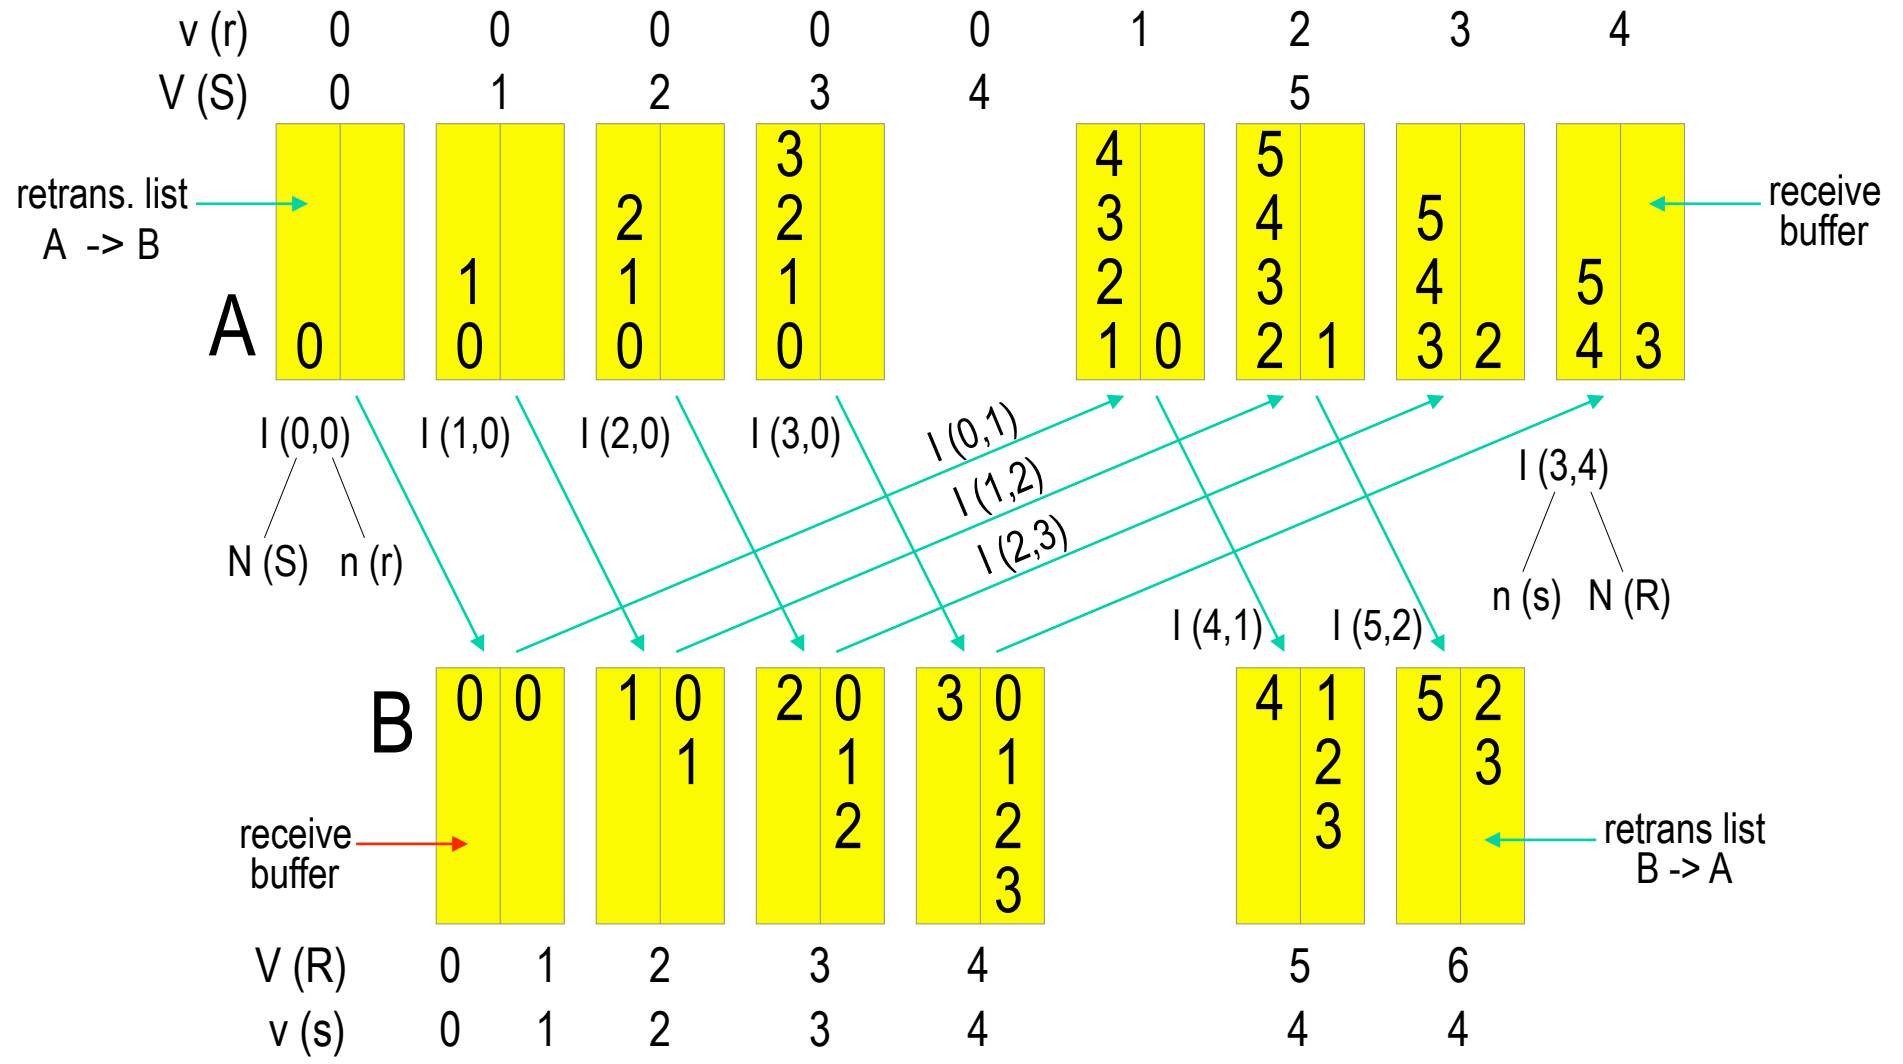 v (r) 0 0 0 0 0 1 2 3 4
V (S) 0 1 2 3 4 5
3 4 5
retrans. list
A -> B
receive
buffer
2 2 3 4 5
1 1 1 2 3 4 5
A
0 0 0 0 1 0 2 1 3 2 4 3
I (0,0) I (1,0) I (2,0) I (3,0) I (0,1)
I (1,2)
I (2,3)
I (3,4)
N (S) n (r)
n (s) N (R)
I (4,1) I (5,2)
B
0 0 1 0 2 0 3 0 4 1 5 2
1 1 1 2 3
2 2 3
3
receive
buffer
retrans list
B -> A
V (R) 0 1 2 3 4 5 6
v (s) 0 1 2 3 4 4 4